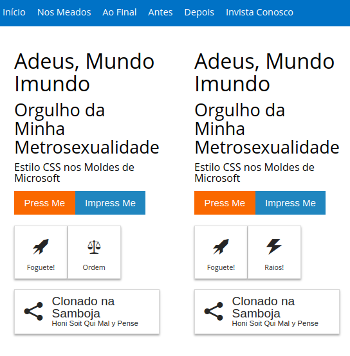 Início Nos Meados Ao Final Antes Depois Invista Conosco
Adeus, Mundo
Imundo
Orgulho da
Minha
Metrosexualidade
Estilo CSS nos Moldes de
Microsoft
Press Me Impress Me
Foguete! Ordem
Clonado na
Samboja
Honi Soit Qui Mal y Pense
Adeus, Mundo
Imundo
Orgulho da
Minha
Metrosexualidade
Estilo CSS nos Moldes de
Microsoft
Press Me Impress Me
Foguete! Raios!
Clonado na
Samboja
Honi Soit Qui Mal y Pense